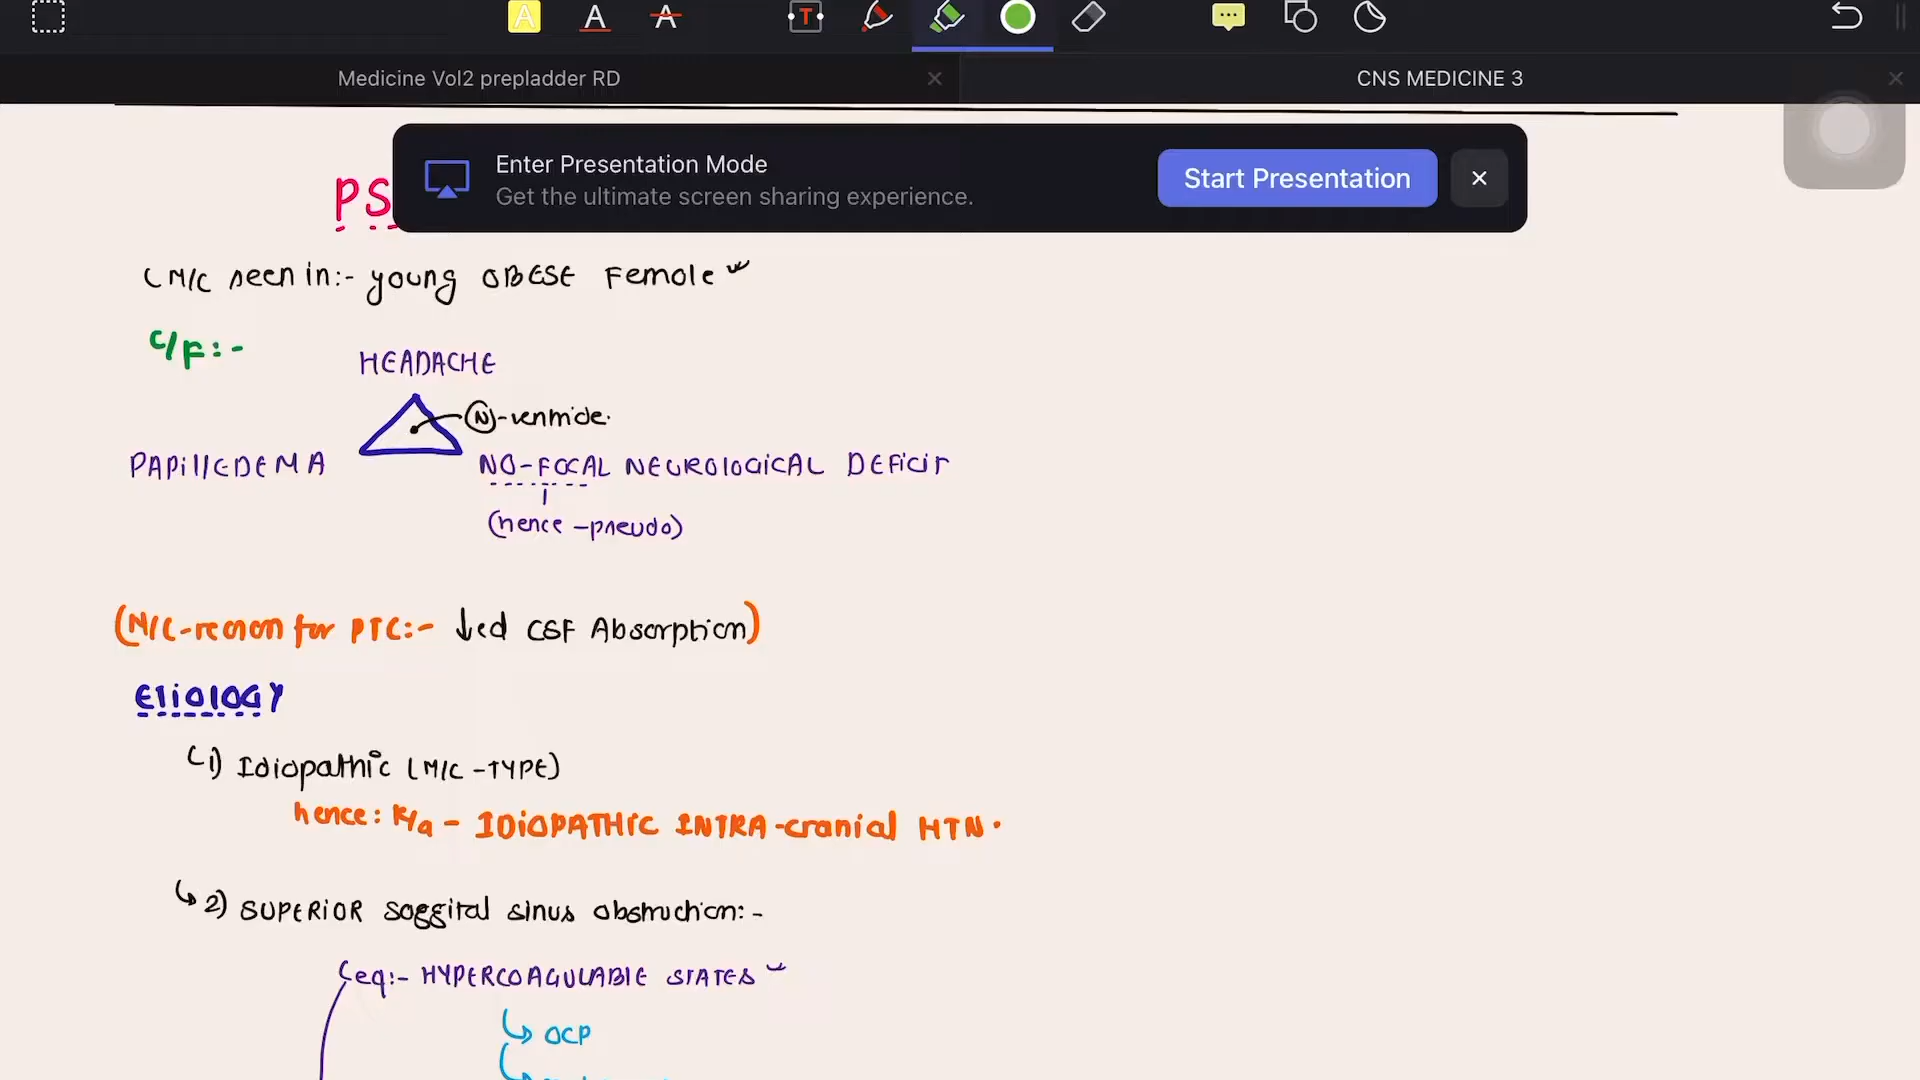 Medicine Vol2 prepladder RD
CNS MEDICINE 3
Enter Presentation Mode
Get the ultimate screen sharing experience.
Start Presentation
PS
M/C seen in:- young OBESE Female
C/F:-
HEADACHE
(N)-ventricle.
PAPIllEDEMA
NO-FOCAL NEUROlOGiCAL DEFiCiT
(hence -pseudo)
(M/C-reason for PTC:- ↓ed CSF Absorption)
EtiOlOGY
1) Idiopathic (M/C -TYPE)
hence: K/a - IDiOPATHiC INTRA-cranial HTN.
2) SUPERIOR saggital sinus obstruction:-
eg:- HYPERCOAGULABlE STATES
OCP